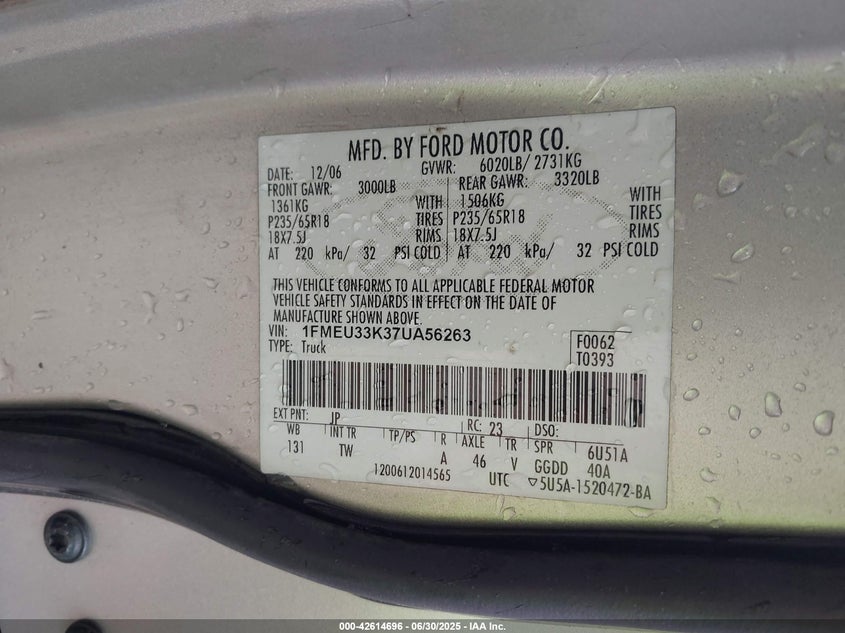 MFD. BY FORD MOTOR CO.
DATE: 12/06 GVWR: 6020LB/ 2731KG
FRONT GAWR: 3000LB REAR GAWR: 3320LB
1361KG WITH 1506KG WITH
P235/65R18 TIRES P235/65R18 TIRES
18X7.5J RIMS 18X7.5J RIMS
AT 220 kPa/ 32 PSI COLD AT 220 kPa/ 32 PSI COLD
THIS VEHICLE CONFORMS TO ALL APPLICABLE FEDERAL MOTOR
VEHICLE SAFETY STANDARDS IN EFFECT ON THE DATE OF
MANUFACTURE SHOWN ABOVE.
VIN: 1FMEU33K37UA56263 F0062
TYPE: Truck T0393
EXT PNT: JP RC: 23 DSO:
WB INT TR TP/PS R AXLE TR SPR 6U51A
131 TW A 46 V GGDD 40A
1200612014565 UTC ▽5U5A-1520472-BA
000-42614696 - 06/30/2025 - IAA Inc.